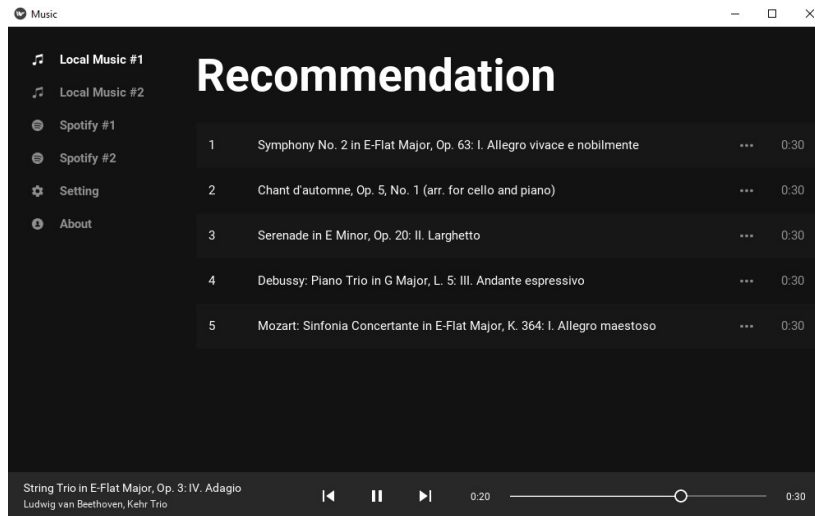 Music
Local Music #1
Local Music #2
Spotify #1
Spotify #2
Setting
About
Recommendation
1 Symphony No. 2 in E-Flat Major, Op. 63: I. Allegro vivace e nobilmente ••• 0:30
2 Chant d'automne, Op. 5, No. 1 (arr. for cello and piano) ••• 0:30
3 Serenade in E Minor, Op. 20: II. Larghetto ••• 0:30
4 Debussy: Piano Trio in G Major, L. 5: III. Andante espressivo ••• 0:30
5 Mozart: Sinfonia Concertante in E-Flat Major, K. 364: I. Allegro maestoso ••• 0:30
String Trio in E-Flat Major, Op. 3: IV. Adagio
Ludwig van Beethoven, Kehr Trio
0:20 0:30